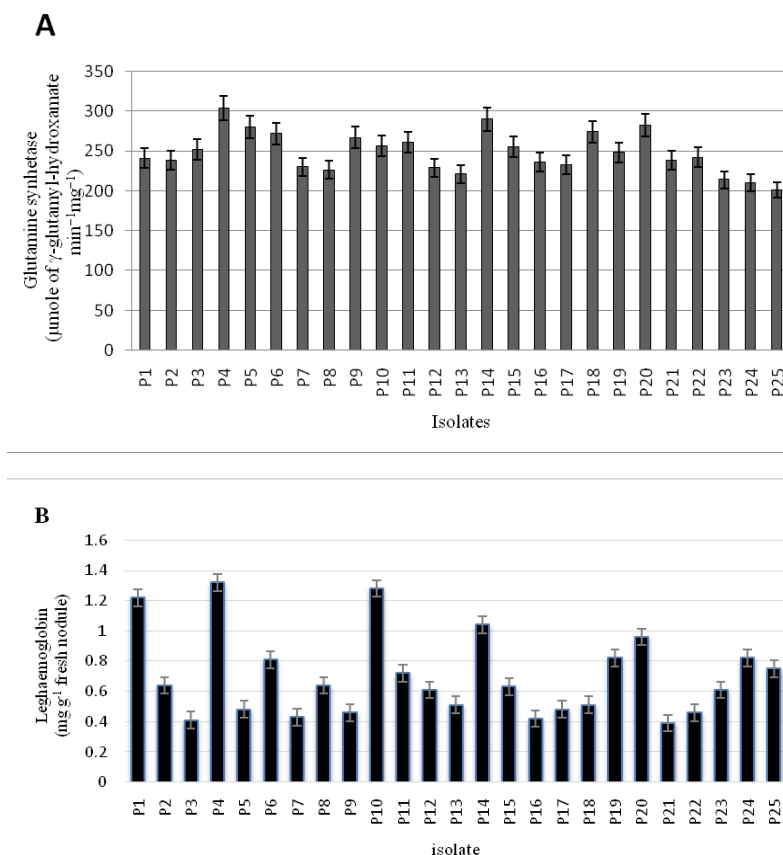 A
Glutamine synhetase
(μmole of γ-glutamyl-hydroxamate
min⁻¹mg⁻¹)
350
300
250
200
150
100
50
0
P1 P2 P3 P4 P5 P6 P7 P8 P9 P10 P11 P12 P13 P14 P15 P16 P17 P18 P19 P20 P21 P22 P23 P24 P25
Isolates
B
Leghaemoglobin
(mg g⁻¹ fresh nodule)
1.6
1.4
1.2
1
0.8
0.6
0.4
0.2
0
P1 P2 P3 P4 P5 P6 P7 P8 P9 P10 P11 P12 P13 P14 P15 P16 P17 P18 P19 P20 P21 P22 P23 P24 P25
isolate